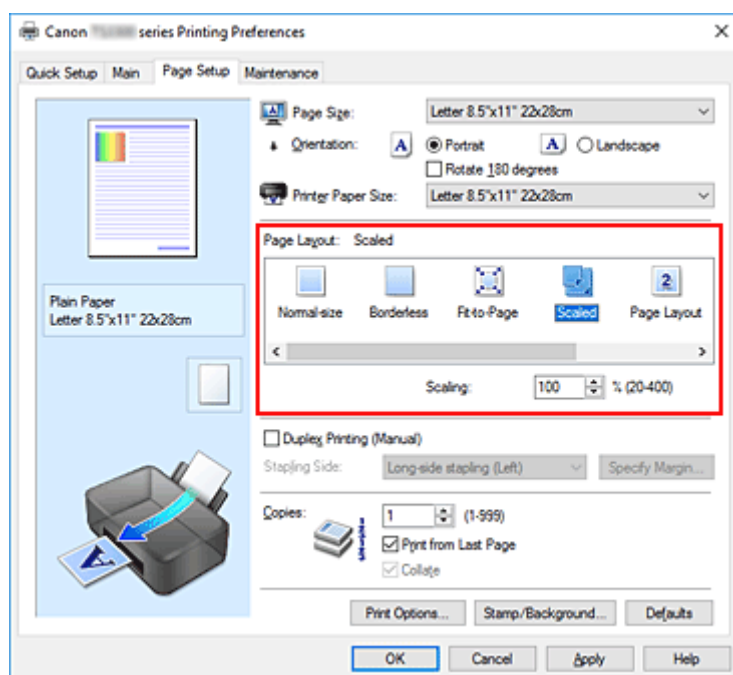 Canon series Printing Preferences
Quick Setup Main Page Setup Maintenance
Page Size: Letter 8.5"x11" 22x28cm
Orientation: A Portrait A Landscape
Rotate 180 degrees
Printer Paper Size: Letter 8.5"x11" 22x28cm
Page Layout: Scaled
Normal-size Borderless Fit-to-Page Scaled 2 Page Layout
Scaling: 100 % (20-400)
Plain Paper
Letter 8.5"x11" 22x28cm
Duplex Printing (Manual)
Stapling Side: Long-side stapling (Left) Specify Margin...
Copies: 1 (1-999)
Print from Last Page
Collate
A
Print Options... Stamp/Background... Defaults
OK Cancel Apply Help